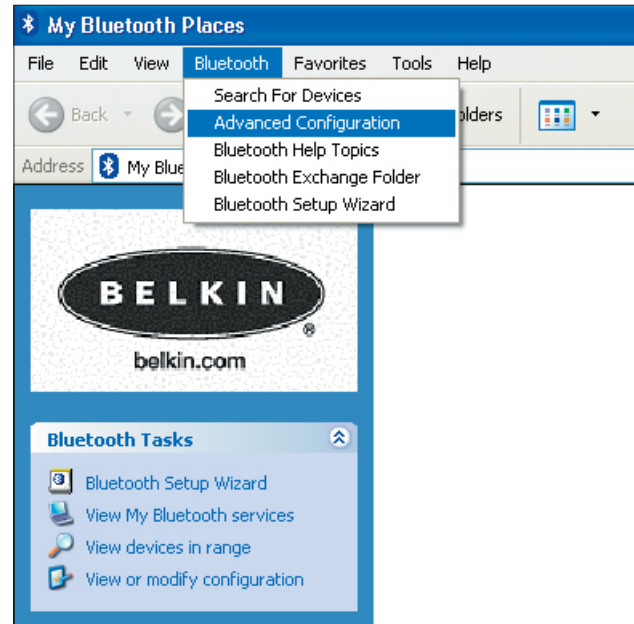 My Bluetooth Places
File Edit View Bluetooth Favorites Tools Help
Search For Devices
Back Advanced Configuration
Bluetooth Help Topics
Address My Blue Bluetooth Exchange Folder
Bluetooth Setup Wizard
BELKIN
®
belkin.com
Bluetooth Tasks
Bluetooth Setup Wizard
View My Bluetooth services
View devices in range
View or modify configuration